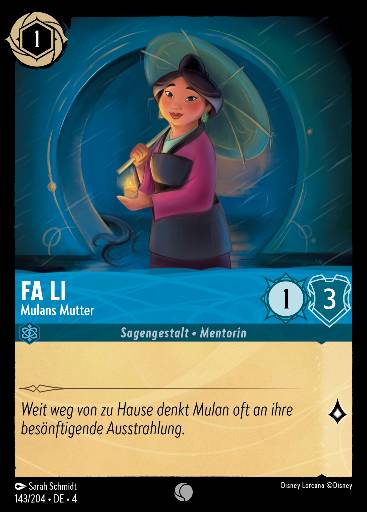 1
FA LI
Mulans Mutter
1
3
Sagengestalt • Mentorin
Weit weg von zu Hause denkt Mulan oft an ihre
besönftigende Ausstrahlung.
Sarah Schmidt
Disney Lorcana ©Disney
143/204 • DE • 4